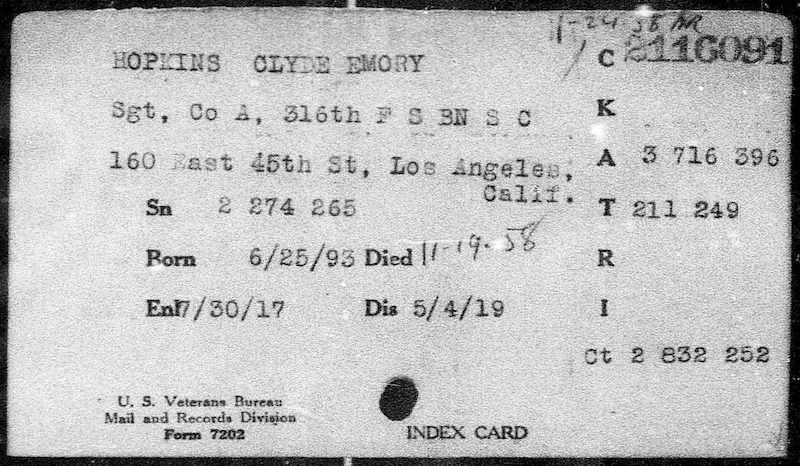 11-24 58
HOPKINS CLYDE EMORY C 2116091
Sgt, Co A, 316th F S BN S C K
160 East 45th St, Los Angeles, A 3 716 396
Calif.
Sn 2 274 265 T 211 249
Born 6/25/93 Died 11-19-58 R
Enl 7/30/17 Dis 5/4/19 I
Ct 2 832 252
U. S. Veterans Bureau
Mail and Records Division
Form 7202
INDEX CARD